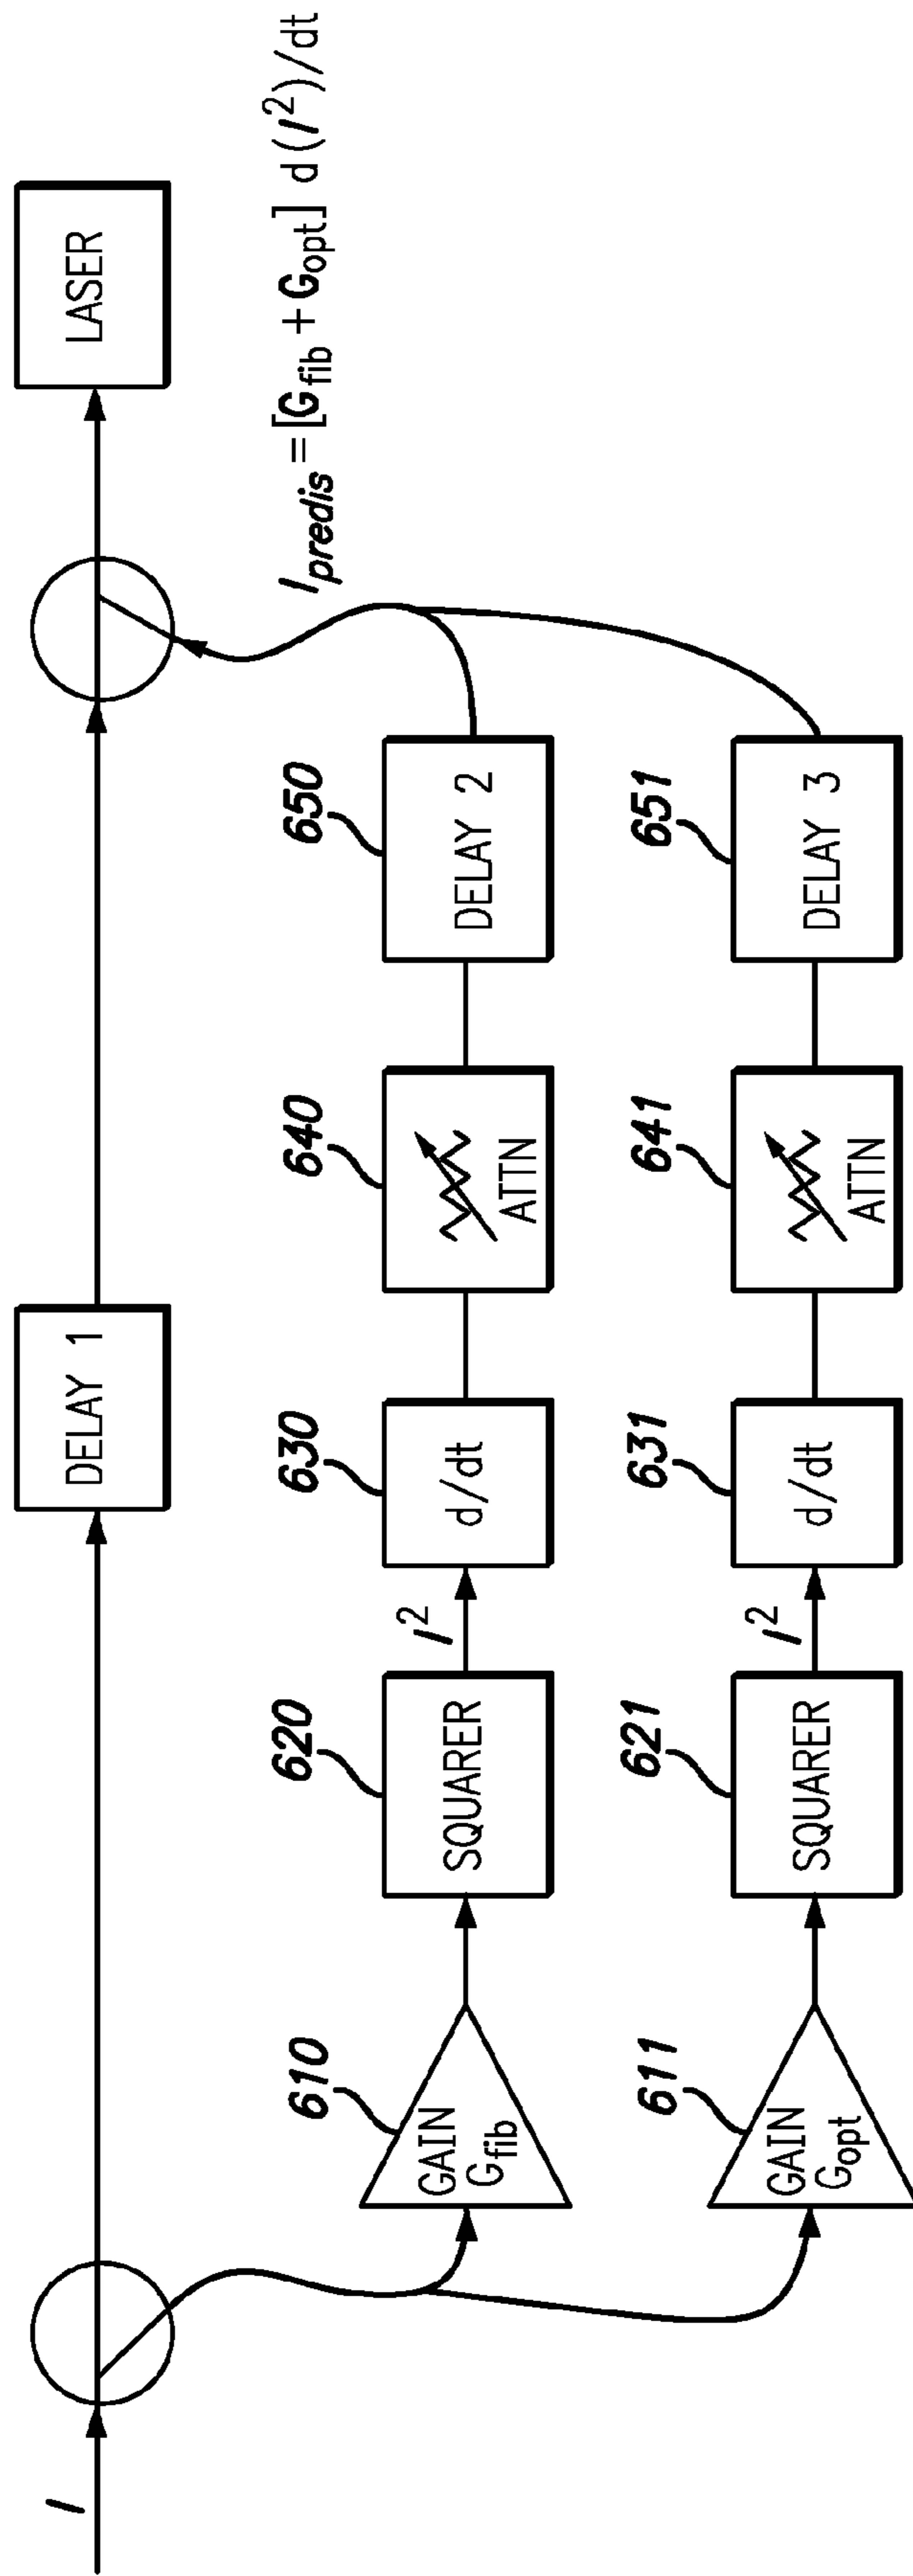 I
DELAY 1
LASER
I_predis = [G_fib + G_opt] d(I²)/dt
610
GAIN
G_fib
620
SQUARER
I²
630
d/dt
640
ATTN
650
DELAY 2
611
GAIN
G_opt
621
SQUARER
I²
631
d/dt
641
ATTN
651
DELAY 3